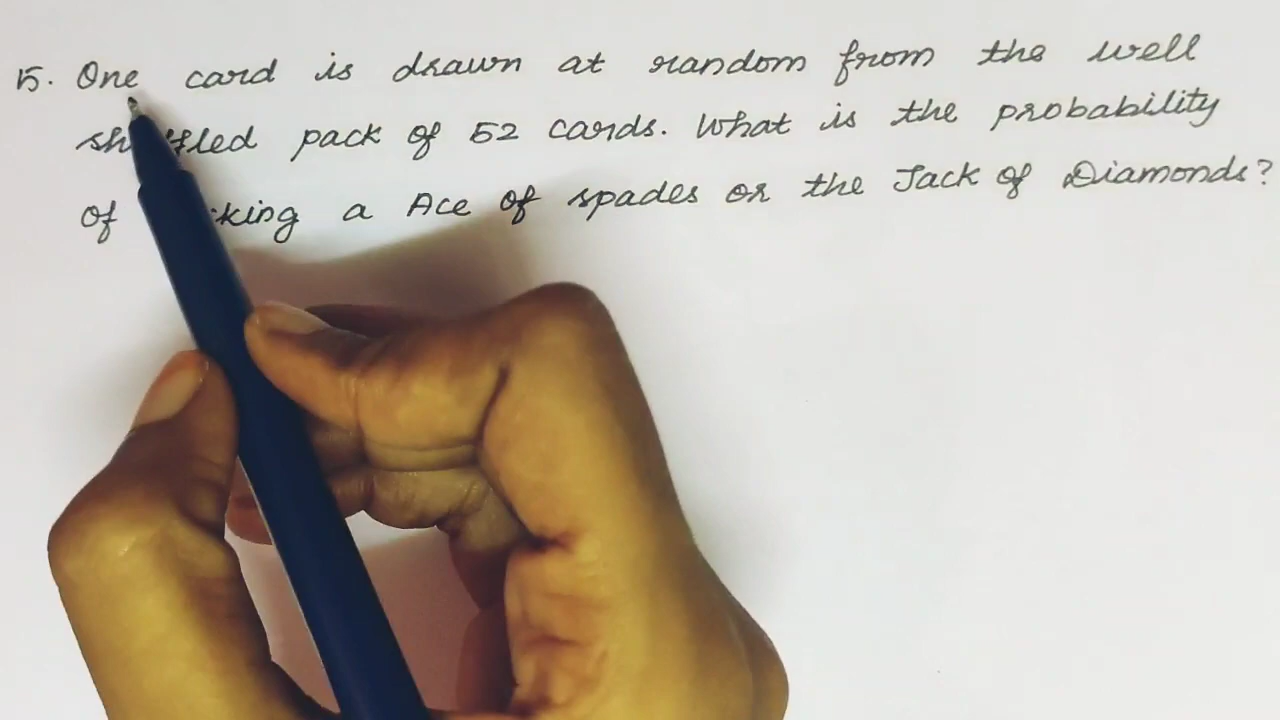 15. One card is drawn at random from the well
shuffled pack of 52 cards. What is the probability
of a Ace of spades or the Jack of Diamonds?